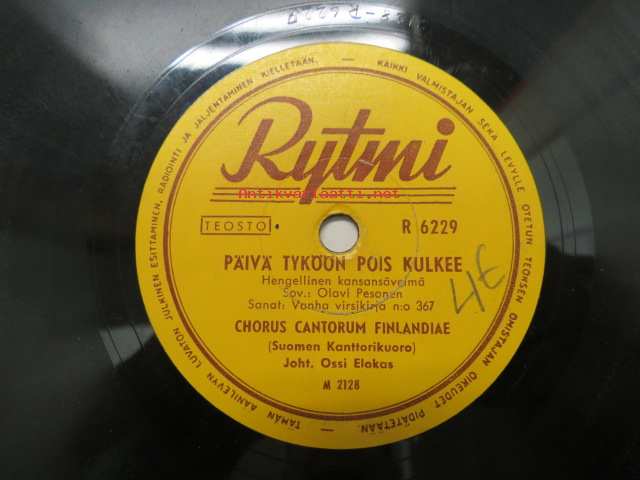 KAIKKI VALMISTAJAN SEKÄ LEVYLLE OTETUN TEOKSEN OMISTAJAN OIKEUDET PIDÄTETÄÄN. — TÄMÄN ÄÄNILEVYN LUVATON JULKINEN ESITTÄMINEN, RADIOINTI JA JÄLJENTÄMINEN KIELLETÄÄN. —
Rytmi
Antikvariaatti.net
TEOSTO
R 6229
PÄIVÄ TYKÖÖN POIS KULKEE
Hengellinen kansansävelmä
Sov.: Olavi Pesonen
Sanat: Vanha virsikirja n:o 367
4€
CHORUS CANTORUM FINLANDIAE
(Suomen Kanttorikuoro)
Joht. Ossi Elokas
M 2128